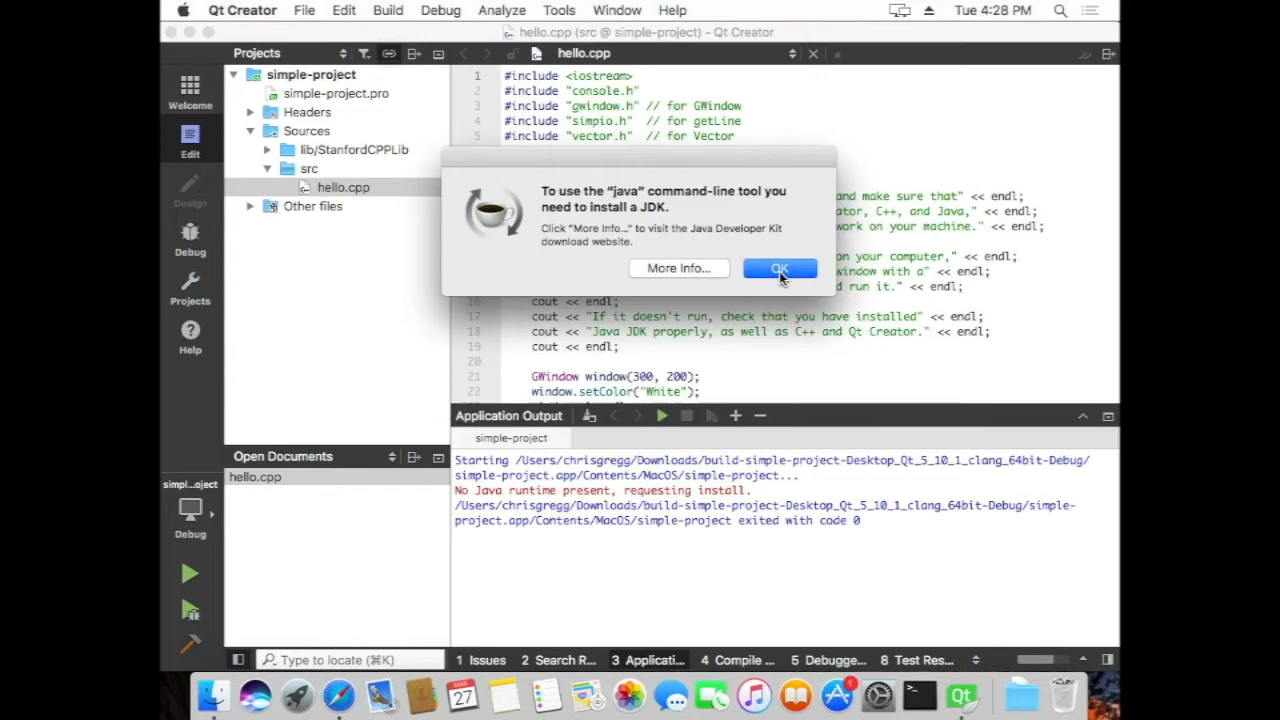 Qt Creator File Edit Build Debug Analyze Tools Window Help Tue 4:28 PM
hello.cpp (src @ simple-project) - Qt Creator
Projects
hello.cpp
Welcome
Edit
Design
Debug
Projects
Help
simple-project
simple-project.pro
Headers
Sources
lib/StanfordCPPLib
src
hello.cpp
Other files
1 #include <iostream>
2 #include "console.h"
3 #include "gwindow.h" // for GWindow
4 #include "simpio.h" // for getLine
5 #include "vector.h" // for Vector
To use the "java" command-line tool you
need to install a JDK.
Click "More Info..." to visit the Java Developer Kit
download website.
More Info...
OK
and make sure that" << endl;
ator, C++, and Java," << endl;
work on your machine." << endl;
on your computer," << endl;
window with a" << endl;
d run it." << endl;
16 cout << endl;
17 cout << "If it doesn't run, check that you have installed" << endl;
18 cout << "Java JDK properly, as well as C++ and Qt Creator." << endl;
19 cout << endl;
20
21 GWindow window(300, 200);
22 window.setColor("White");
Application Output
simple-project
Starting /Users/chrisgregg/Downloads/build-simple-project-Desktop_Qt_5_10_1_clang_64bit-Debug/
simple-project.app/Contents/MacOS/simple-project...
No Java runtime present, requesting install.
/Users/chrisgregg/Downloads/build-simple-project-Desktop_Qt_5_10_1_clang_64bit-Debug/simple-
project.app/Contents/MacOS/simple-project exited with code 0
Open Documents
hello.cpp
simpl...oject
Debug
Type to locate (⌘K)
1 Issues 2 Search R... 3 Applicati... 4 Compile ... 5 Debugge... 8 Test Res...
MAR
27
1
Qt